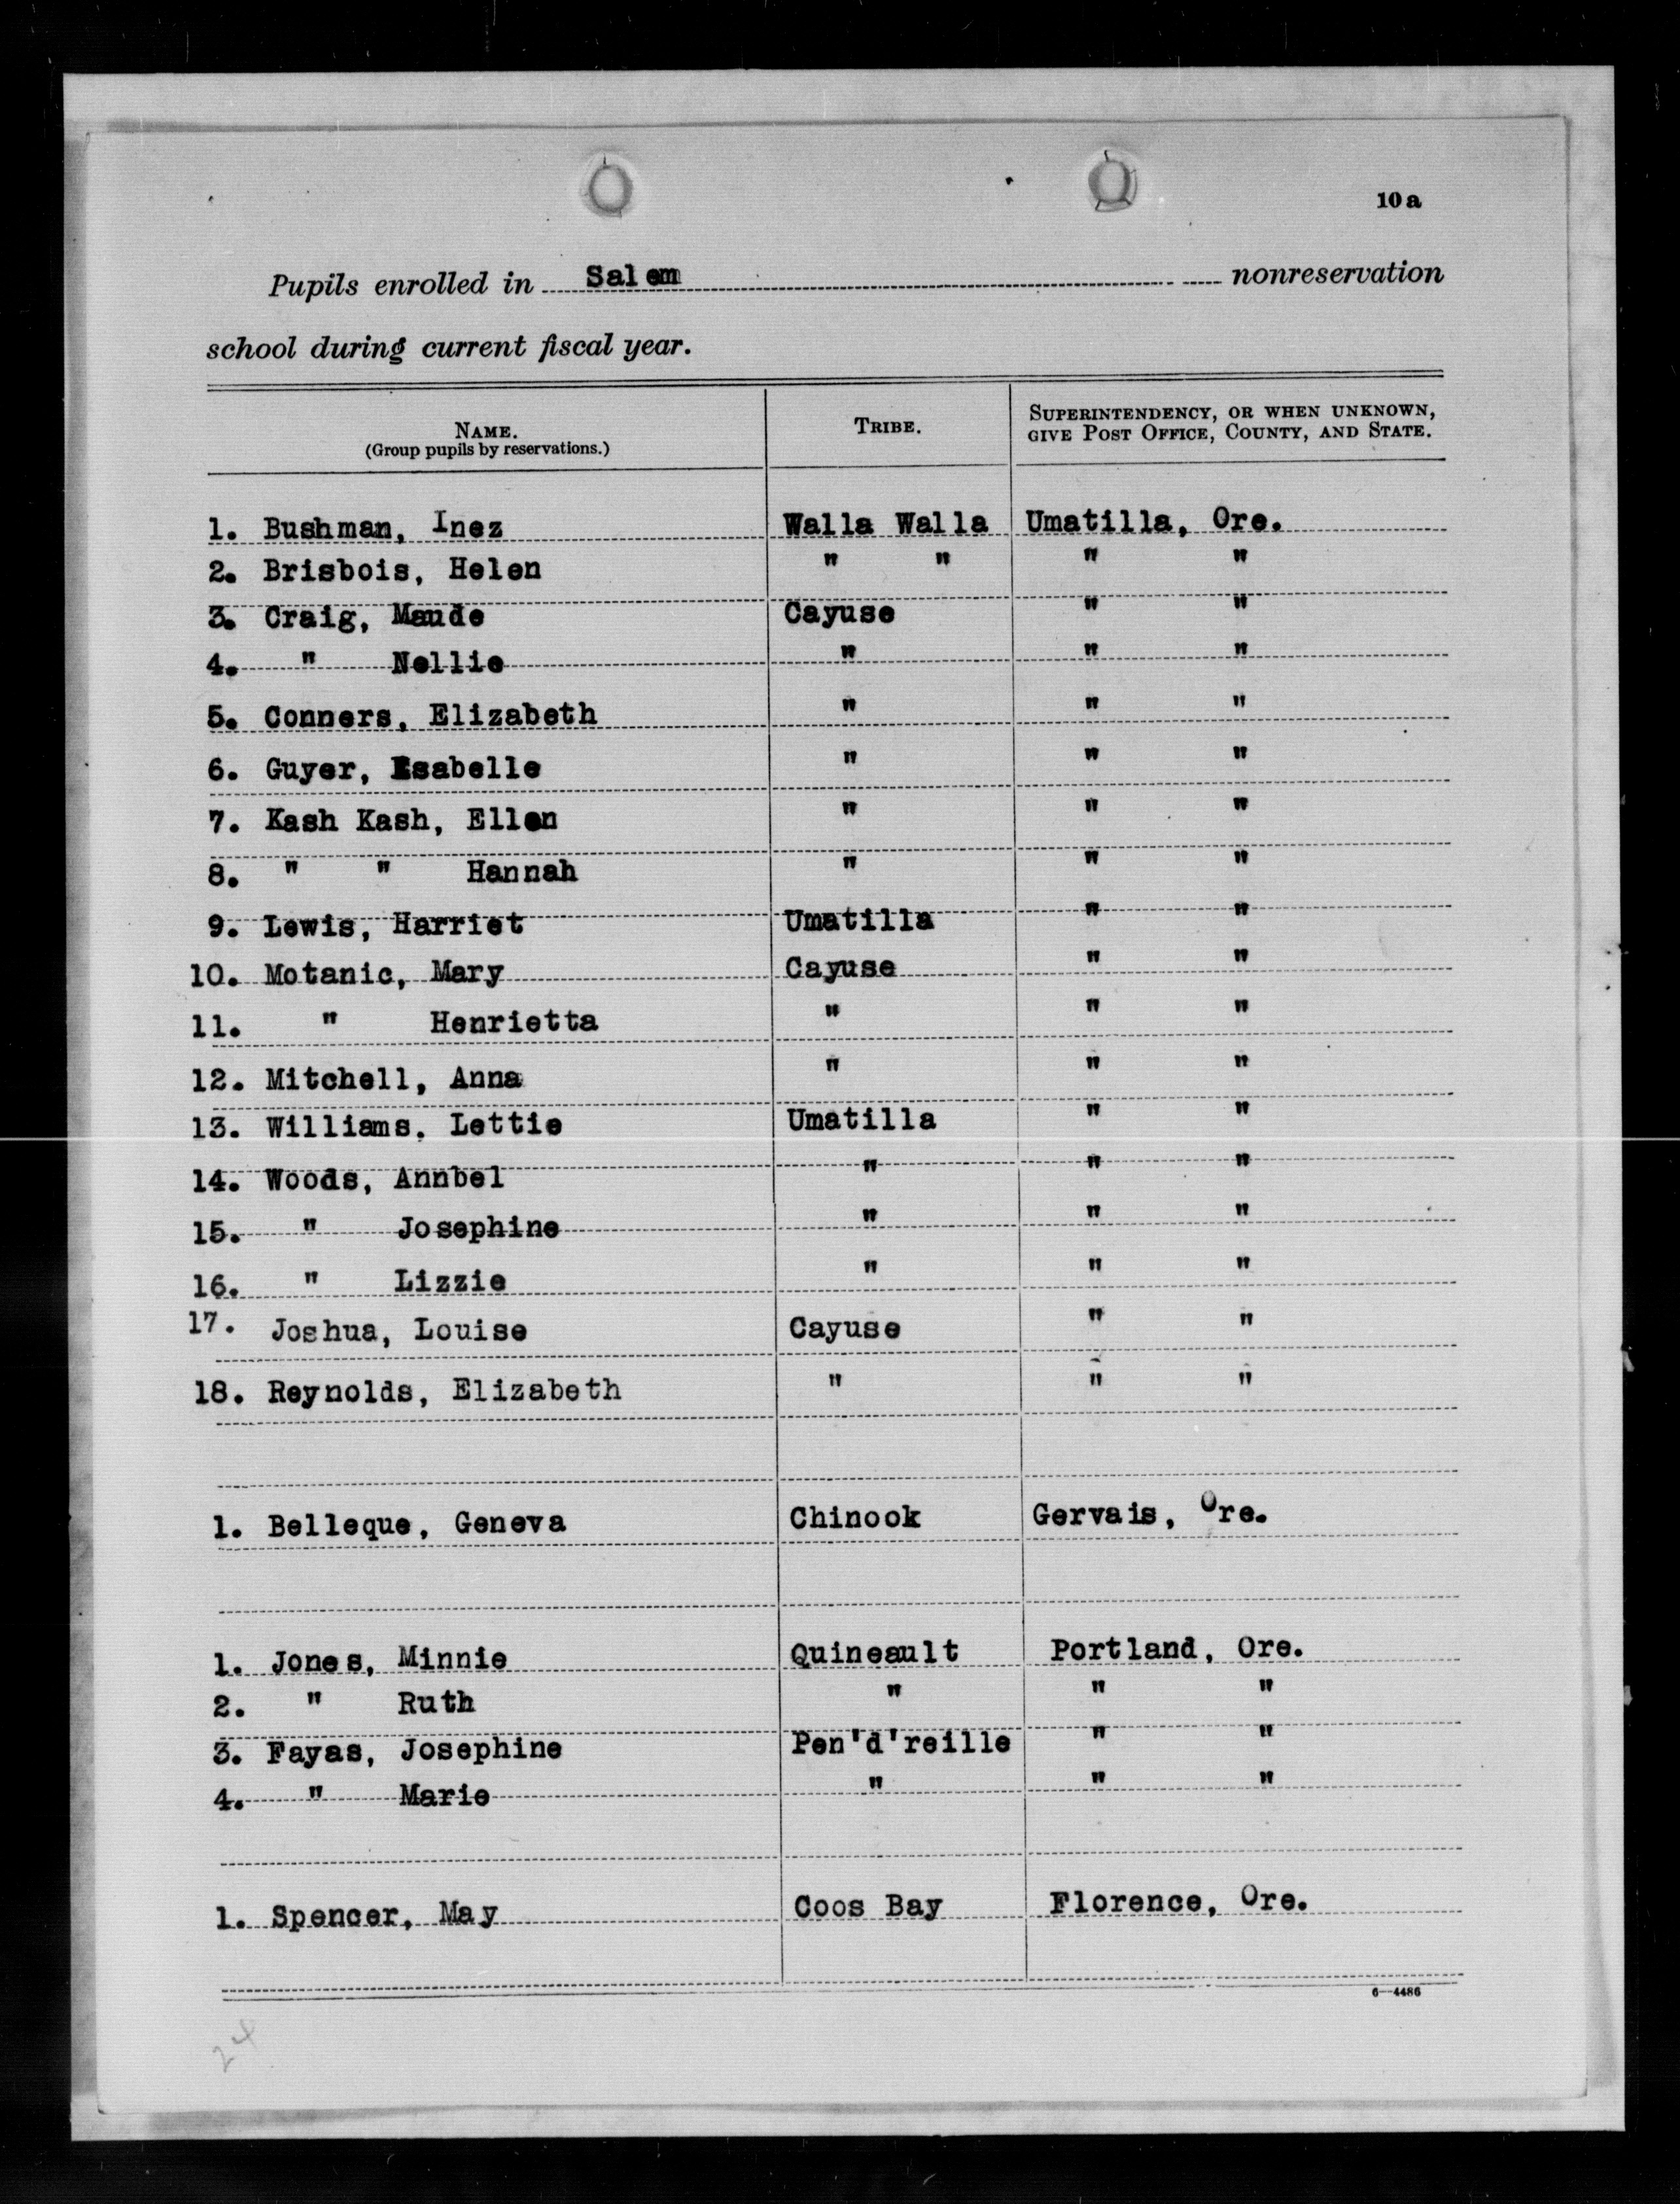 10a
Pupils enrolled in Salem nonreservation
school during current fiscal year.
NAME. TRIBE. SUPERINTENDENCY, OR WHEN UNKNOWN,
(Group pupils by reservations.) GIVE POST OFFICE, COUNTY, AND STATE.
1. Bushman, Inez Walla Walla Umatilla, Ore.
2. Brisbois, Helen " " " "
3. Craig, Maude Cayuse " "
4. " Nellie " " "
5. Conners, Elizabeth " " "
6. Guyer, Isabelle " " "
7. Kash Kash, Ellen " " "
8. " " Hannah " " "
9. Lewis, Harriet Umatilla " "
10. Motanic, Mary Cayuse " "
11. " Henrietta " " "
12. Mitchell, Anna " " "
13. Williams, Lettie Umatilla " "
14. Woods, Annbel " " "
15. " Josephine " " "
16. " Lizzie " " "
17. Joshua, Louise Cayuse " "
18. Reynolds, Elizabeth " " "
1. Belleque, Geneva Chinook Gervais, Ore.
1. Jones, Minnie Quineault Portland, Ore.
2. " Ruth " " "
3. Fayas, Josephine Pen'd'reille " "
4. " Marie " " "
1. Spencer, May Coos Bay Florence, Ore.
6—4486
24